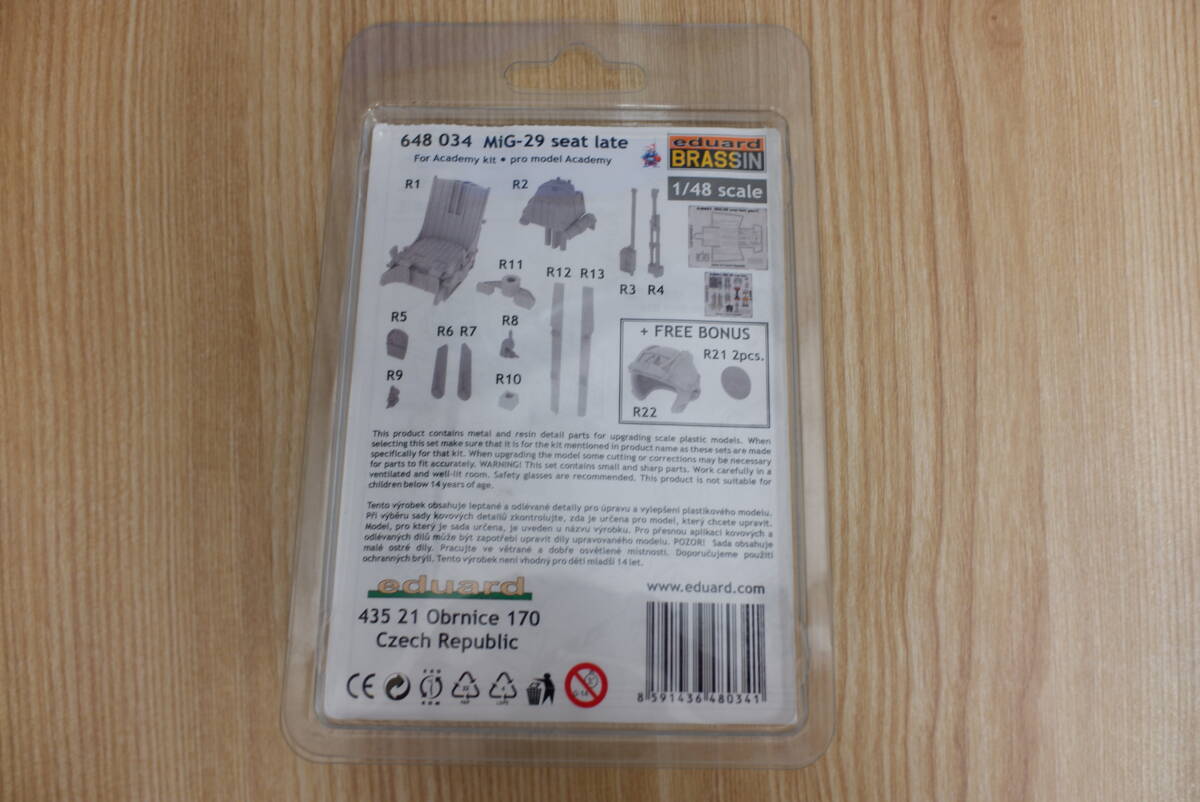 648 034 MiG-29 seat late
For Academy kit • pro model Academy
eduard
BRASSIN
1/48 scale
R1
R2
R11
R12 R13
R3 R4
R5
R6 R7
R8
R9
R10
+ FREE BONUS
R21 2pcs.
R22
This product contains metal and resin detail parts for upgrading scale plastic models. When
selecting this set make sure that it is for the kit mentioned in product name as these sets are made
specifically for that kit. When upgrading the model some cutting or corrections may be necessary
for parts to fit accurately. WARNING! This set contains small and sharp parts. Work carefully in a
ventilated and well-lit room. Safety glasses are recommended. This product is not suitable for
children below 14 years of age.
Tento výrobek obsahuje leptané a odlévané detaily pro úpravu a vylepšení plastikového modelu.
Při výběru sady kovových detailů zkontrolujte, zda je určena pro model, který chcete upravit.
Model, pro který je sada určena, je uveden u názvu výrobku. Pro přesnou aplikaci kovových a
odlévaných dílů může být zapotřebí upravit díly upravovaného modelu. POZOR! Sada obsahuje
malé ostré díly. Pracujte ve větrané a dobře osvětlené místnosti. Doporučujeme použití
ochranných brýlí. Tento výrobek není vhodný pro děti mladší 14 let.
eduard
www.eduard.com
435 21 Obrnice 170
Czech Republic
CE
8 591436 480341